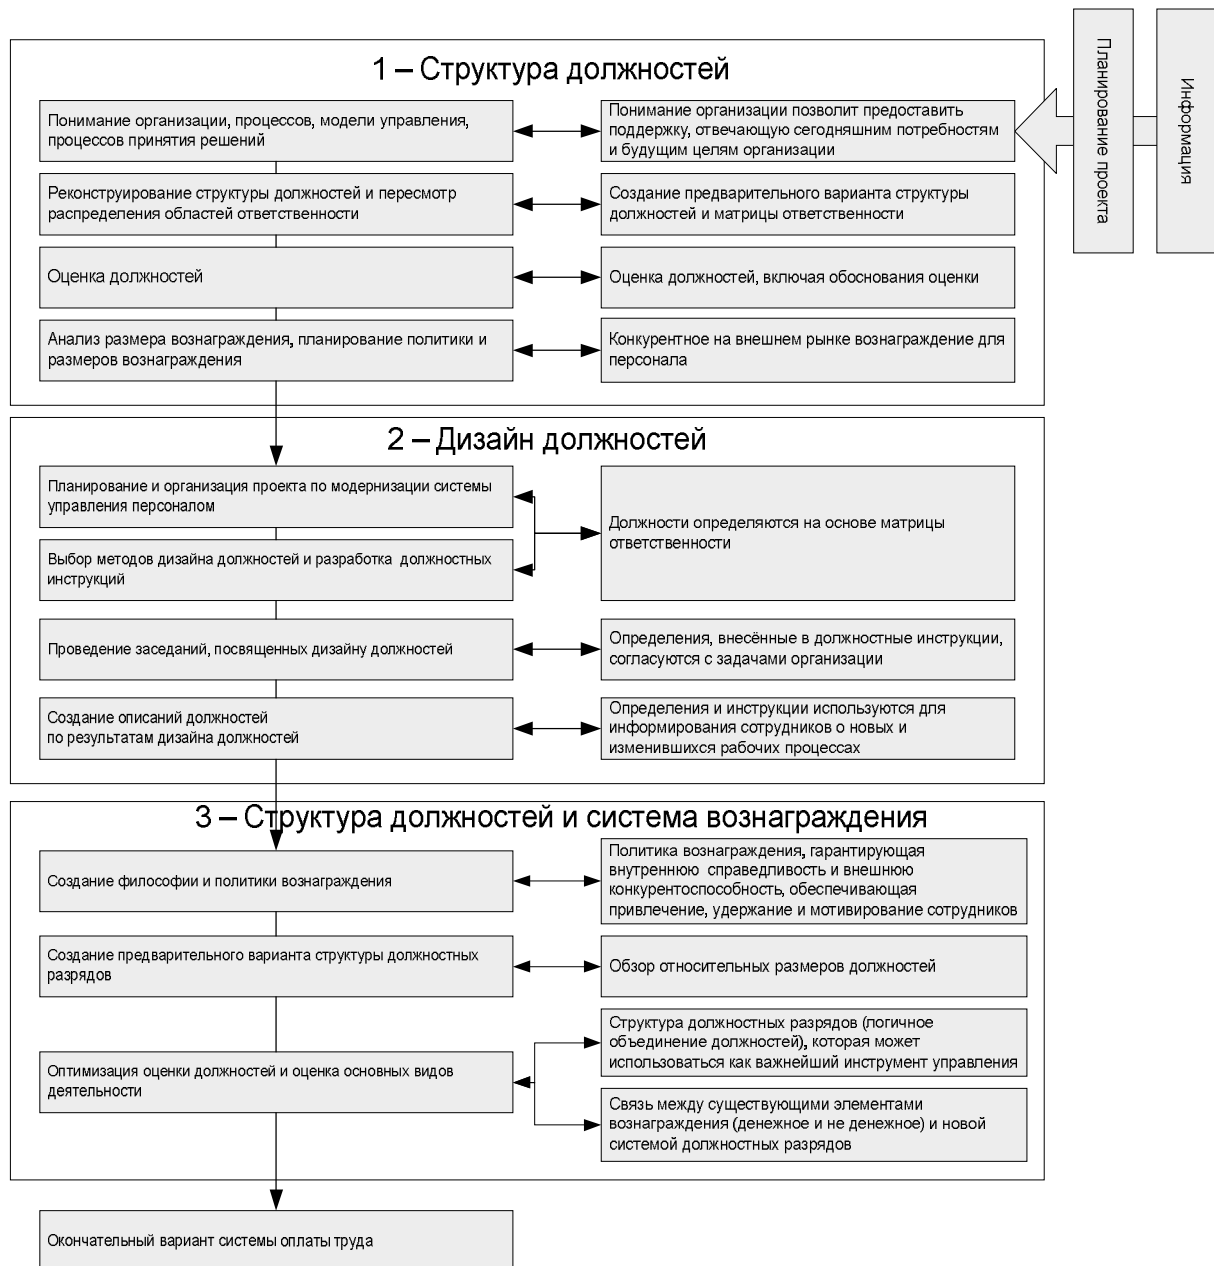 Информация
Планирование проекта
1 – Структура должностей
Понимание организации, процессов, модели управления,
процессов принятия решений
Понимание организации позволит предоставить
поддержку, отвечающую сегодняшним потребностям
и будущим целям организации
Реконструирование структуры должностей и пересмотр
распределения областей ответственности
Создание предварительного варианта структуры
должностей и матрицы ответственности
Оценка должностей
Оценка должностей, включая обоснования оценки
Анализ размера вознаграждения, планирование политики и
размеров вознаграждения
Конкурентное на внешнем рынке вознаграждение для
персонала
2 – Дизайн должностей
Планирование и организация проекта по модернизации системы
управления персоналом
Выбор методов дизайна должностей и разработка должностных
инструкций
Должности определяются на основе матрицы
ответственности
Проведение заседаний, посвященных дизайну должностей
Определения, внесённые в должностные инструкции,
согласуются с задачами организации
Создание описаний должностей
по результатам дизайна должностей
Определения и инструкции используются для
информирования сотрудников о новых и
изменившихся рабочих процессах
3 – Структура должностей и система вознаграждения
Создание философии и политики вознаграждения
Политика вознаграждения, гарантирующая
внутреннюю справедливость и внешнюю
конкурентоспособность, обеспечивающая
привлечение, удержание и мотивирование сотрудников
Создание предварительного варианта структуры должностных
разрядов
Обзор относительных размеров должностей
Оптимизация оценки должностей и оценка основных видов
деятельности
Структура должностных разрядов (логичное
объединение должностей), которая может
использоваться как важнейший инструмент управления
Связь между существующими элементами
вознаграждения (денежное и не денежное) и новой
системой должностных разрядов
Окончательный вариант системы оплаты труда